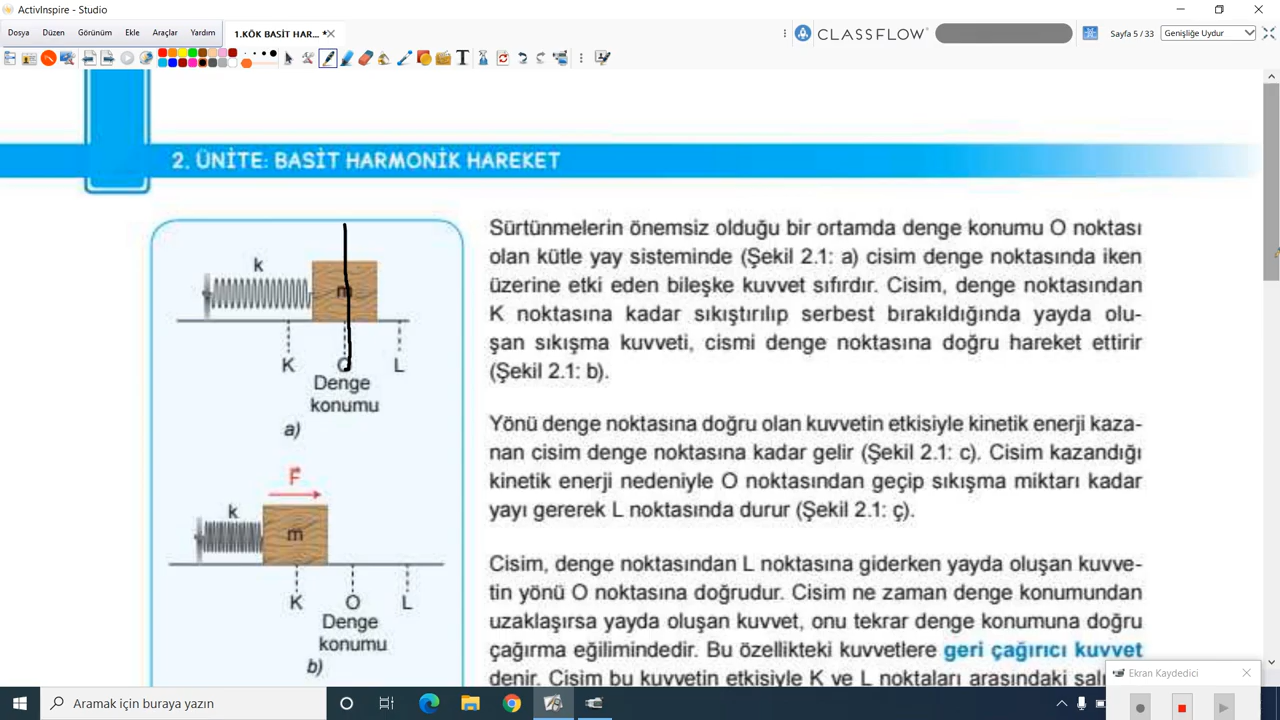 ActivInspire - Studio
Dosya Düzen Görünüm Ekle Araçlar Yardım
1.KÖK BASİT HAR... *
CLASSFLOW
Sayfa 5 / 33
Genişliğe Uydur
2. ÜNİTE: BASİT HARMONİK HAREKET
k
m
K O L
Denge
konumu
a)
F
k
m
K O L
Denge
konumu
b)
Sürtünmelerin önemsiz olduğu bir ortamda denge konumu O noktası
olan kütle yay sisteminde (Şekil 2.1: a) cisim denge noktasında iken
üzerine etki eden bileşke kuvvet sıfırdır. Cisim, denge noktasından
K noktasına kadar sıkıştırılıp serbest bırakıldığında yayda olu-
şan sıkışma kuvveti, cismi denge noktasına doğru hareket ettirir
(Şekil 2.1: b).
Yönü denge noktasına doğru olan kuvvetin etkisiyle kinetik enerji kaza-
nan cisim denge noktasına kadar gelir (Şekil 2.1: c). Cisim kazandığı
kinetik enerji nedeniyle O noktasından geçip sıkışma miktarı kadar
yayı gererek L noktasında durur (Şekil 2.1: ç).
Cisim, denge noktasından L noktasına giderken yayda oluşan kuvve-
tin yönü O noktasına doğrudur. Cisim ne zaman denge konumundan
uzaklaşırsa yayda oluşan kuvvet, onu tekrar denge konumuna doğru
çağırma eğilimindedir. Bu özellikteki kuvvetlere geri çağırıcı kuvvet
denir. Cisim bu kuvvetin etkisiyle K ve L noktaları arasındaki
Ekran Kaydedici
Aramak için buraya yazın